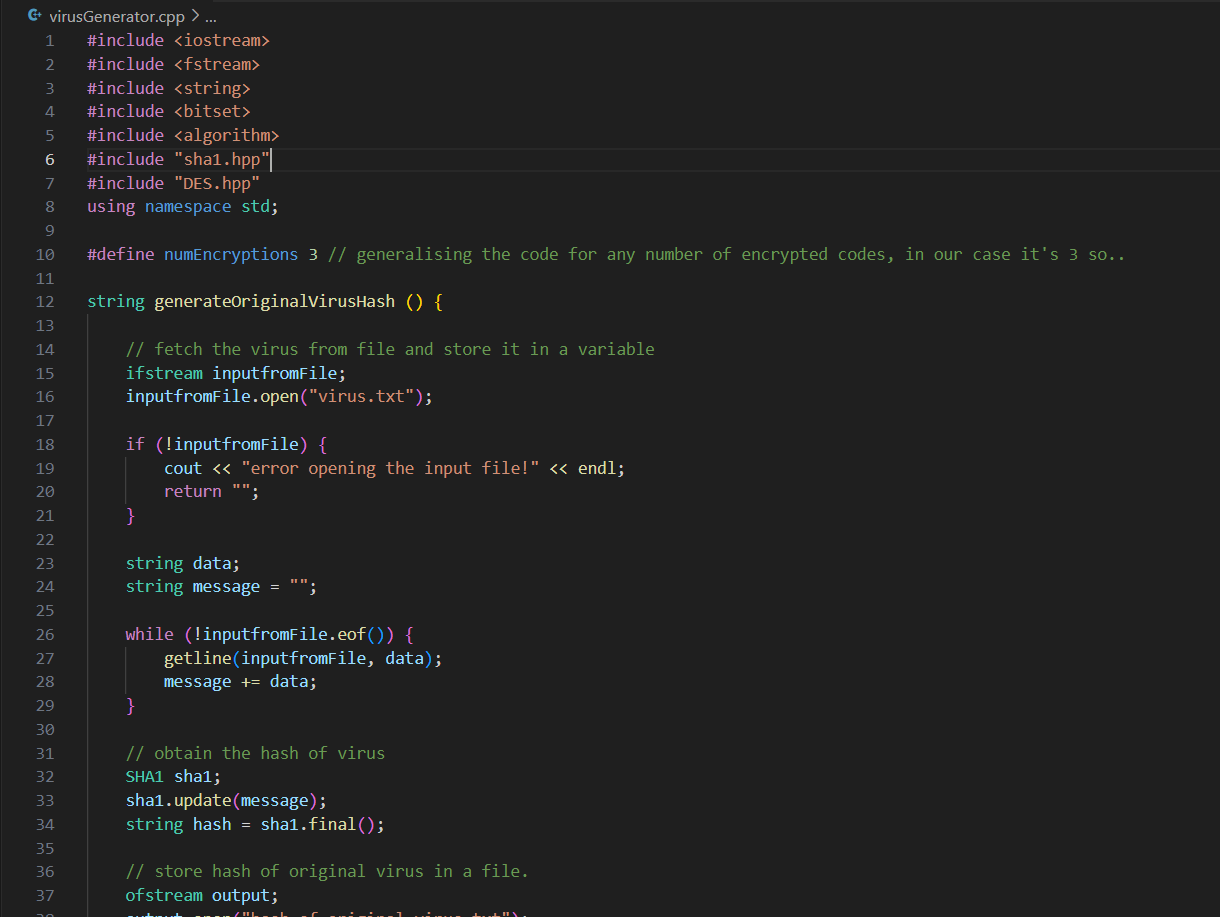 virusGenerator.cpp > ...
1 #include <iostream>
2 #include <fstream>
3 #include <string>
4 #include <bitset>
5 #include <algorithm>
6 #include "sha1.hpp"
7 #include "DES.hpp"
8 using namespace std;
9
10 #define numEncryptions 3 // generalising the code for any number of encrypted codes, in our case it's 3 so..
11
12 string generateOriginalVirusHash () {
13
14 // fetch the virus from file and store it in a variable
15 ifstream inputfromFile;
16 inputfromFile.open("virus.txt");
17
18 if (!inputfromFile) {
19 cout << "error opening the input file!" << endl;
20 return "";
21 }
22
23 string data;
24 string message = "";
25
26 while (!inputfromFile.eof()) {
27 getline(inputfromFile, data);
28 message += data;
29 }
30
31 // obtain the hash of virus
32 SHA1 sha1;
33 sha1.update(message);
34 string hash = sha1.final();
35
36 // store hash of original virus in a file.
37 ofstream output;